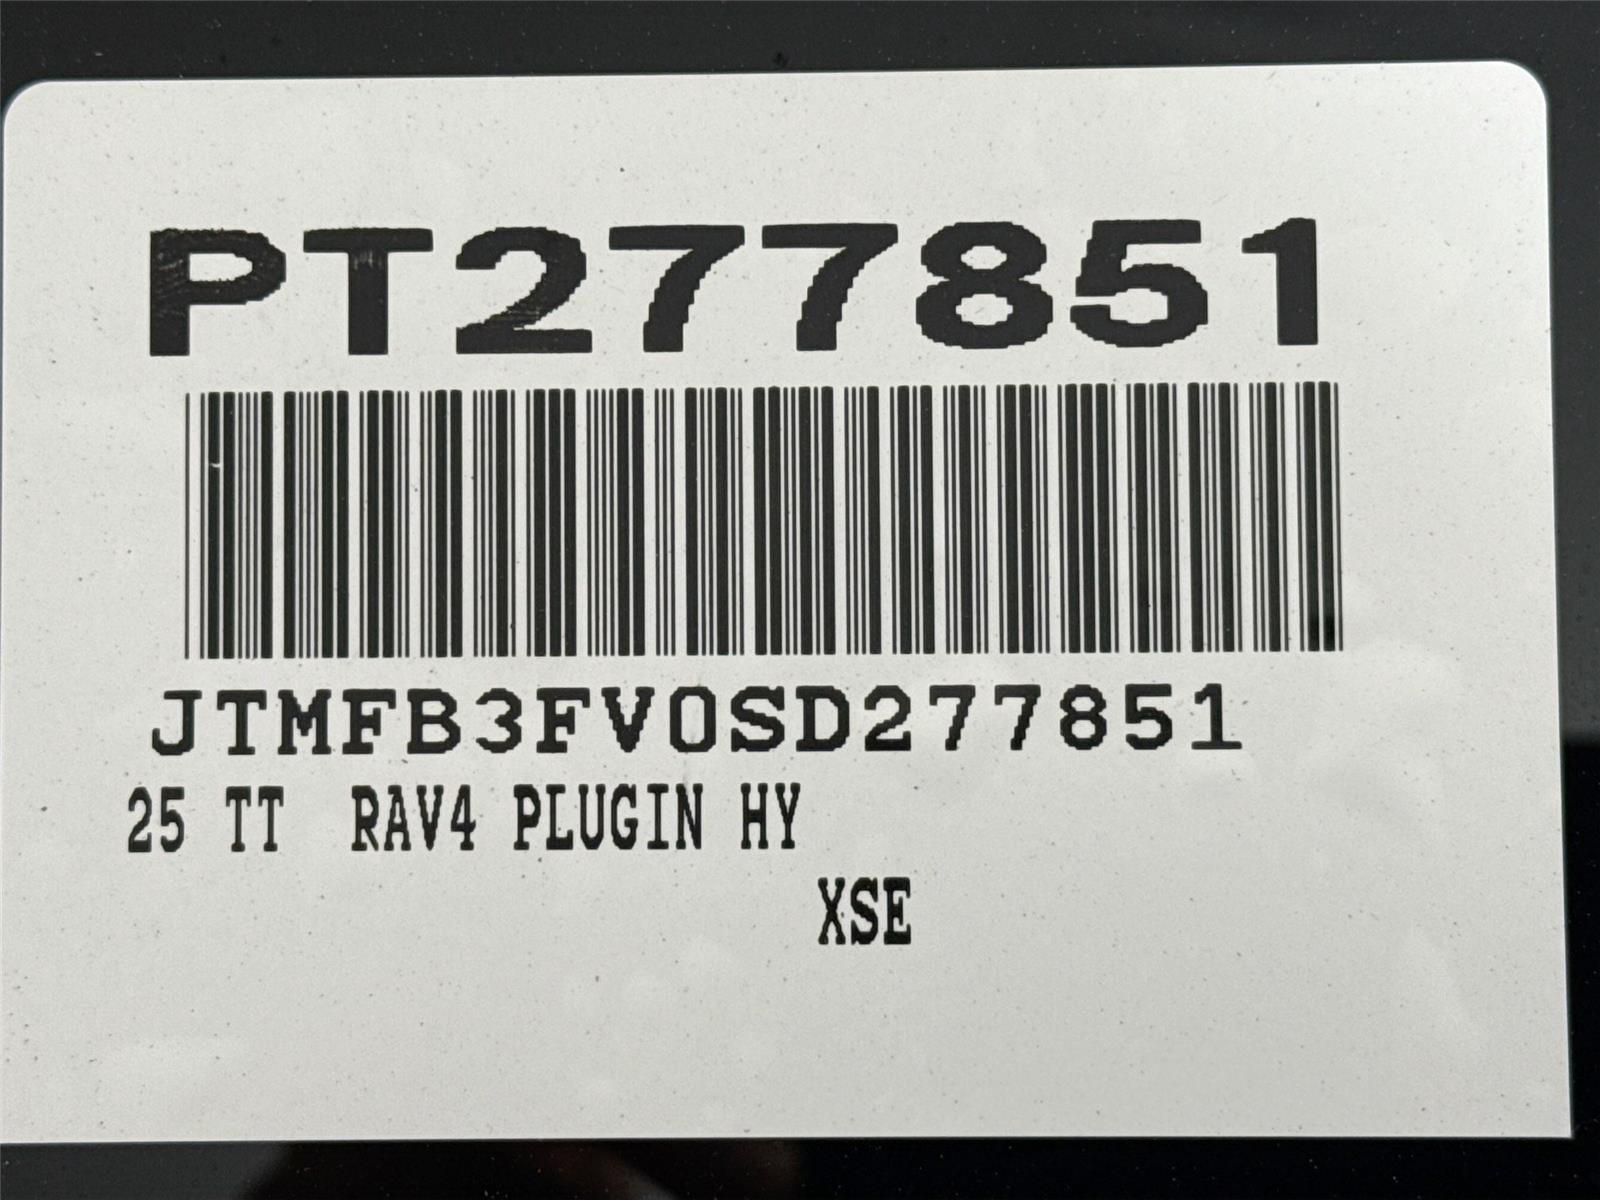 PT277851
JTMFB3FV0SD277851
25 TT RAV4 PLUGIN HY
XSE